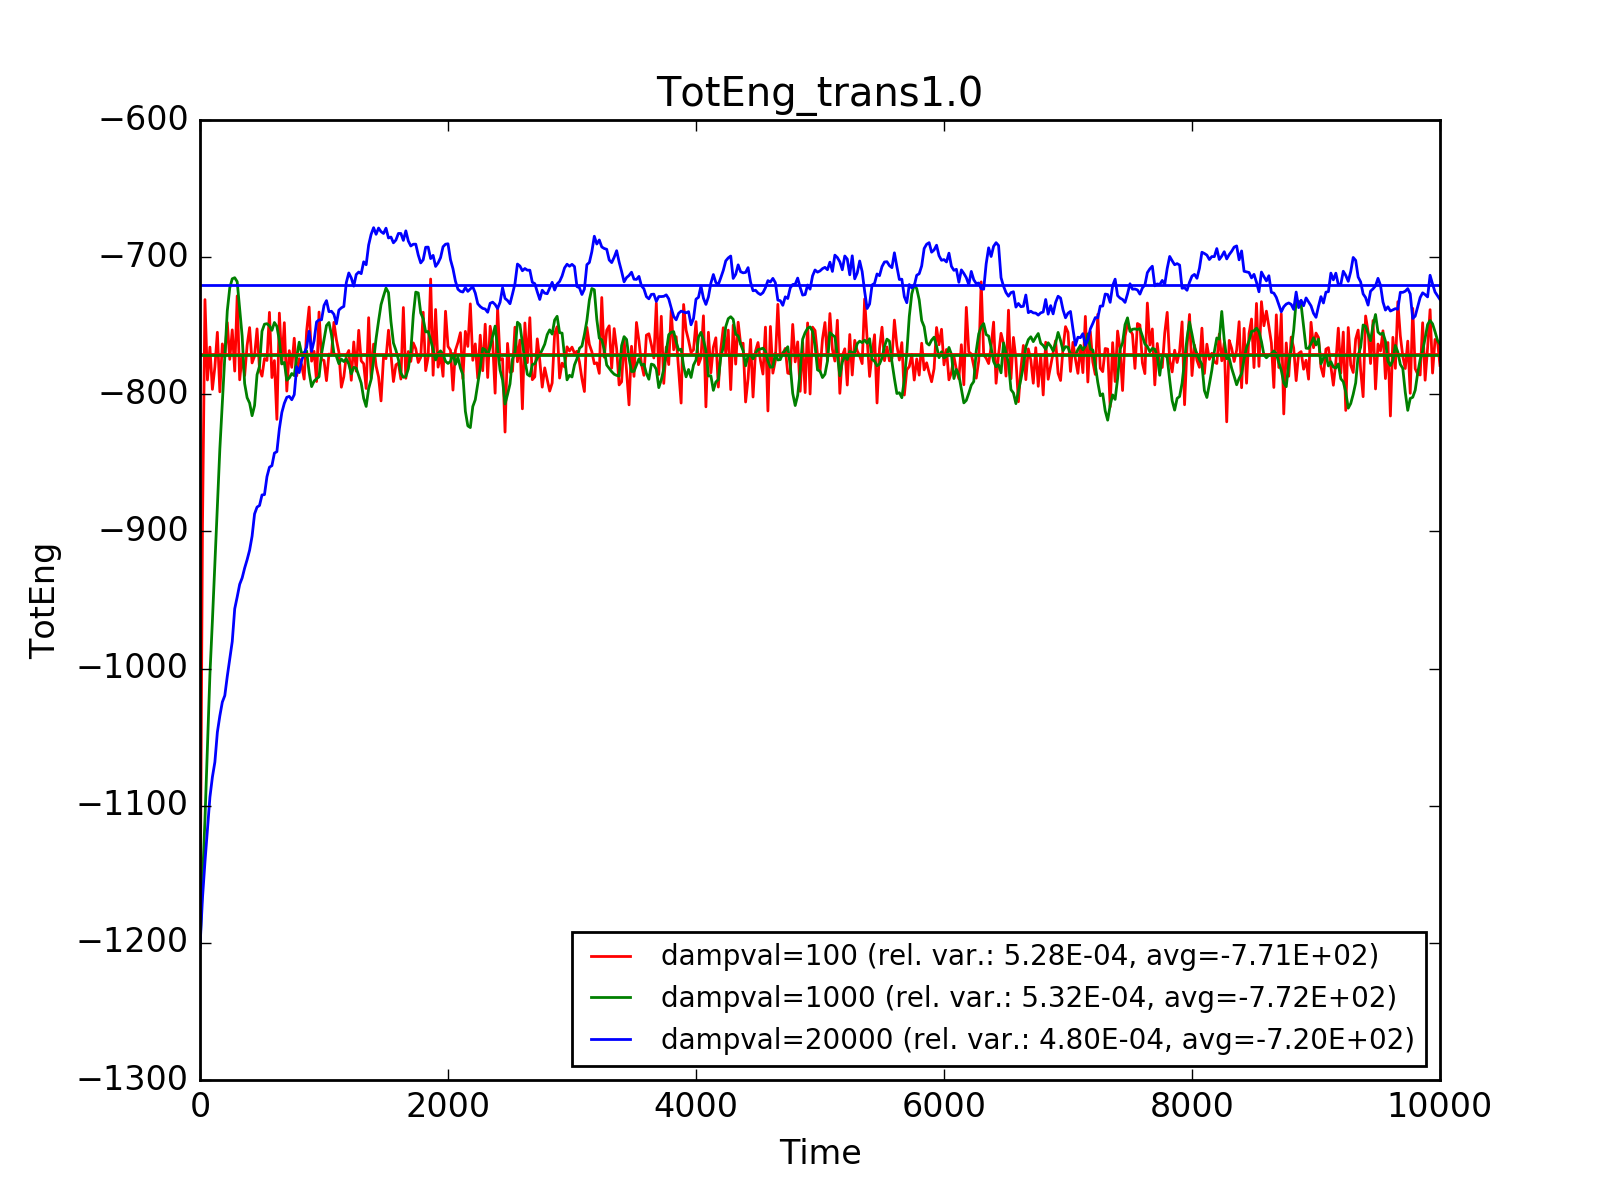 TotEng_trans1.0
−600
−700
−800
−900
−1000
−1100
−1200
−1300
TotEng
dampval=100 (rel. var.: 5.28E-04, avg=-7.71E+02)
dampval=1000 (rel. var.: 5.32E-04, avg=-7.72E+02)
dampval=20000 (rel. var.: 4.80E-04, avg=-7.20E+02)
0 2000 4000 6000 8000 10000
Time